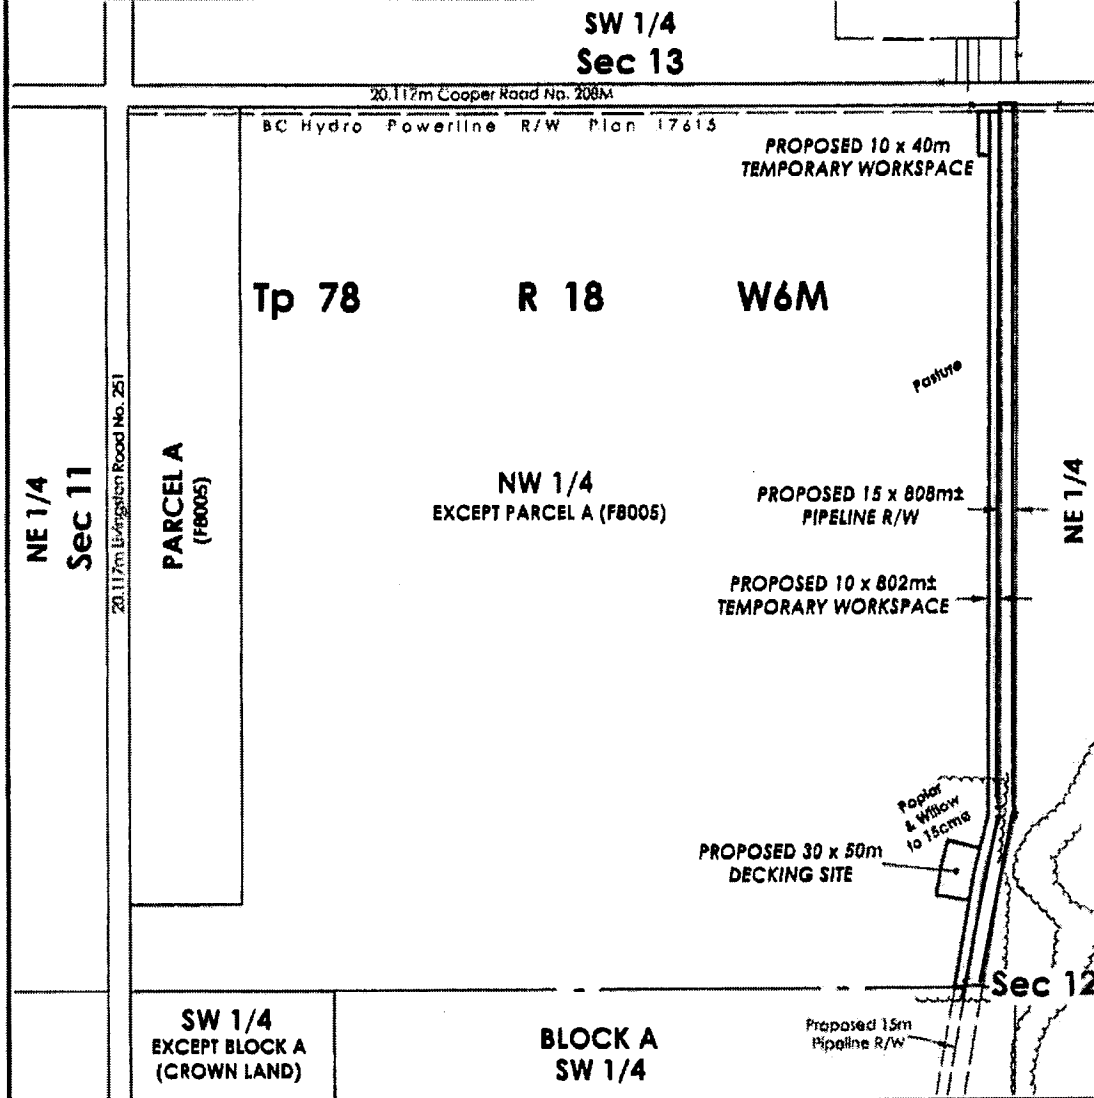 SW 1/4
Sec 13
20.117m Cooper Road No. 208M
BC Hydro Powerline R/W Plan 17615
PROPOSED 10 x 40m
TEMPORARY WORKSPACE
Tp 78 R 18 W6M
Pasture
NE 1/4
Sec 11
20.117m Livingston Road No. 251
PARCEL A
(F8005)
NW 1/4
EXCEPT PARCEL A (F8005)
PROPOSED 15 x 808m±
PIPELINE R/W
NE 1/4
PROPOSED 10 x 802m±
TEMPORARY WORKSPACE
Poplar
& Willow
to 15cmø
PROPOSED 30 x 50m
DECKING SITE
Sec 12
SW 1/4
EXCEPT BLOCK A
(CROWN LAND)
BLOCK A
SW 1/4
Proposed 15m
Pipeline R/W